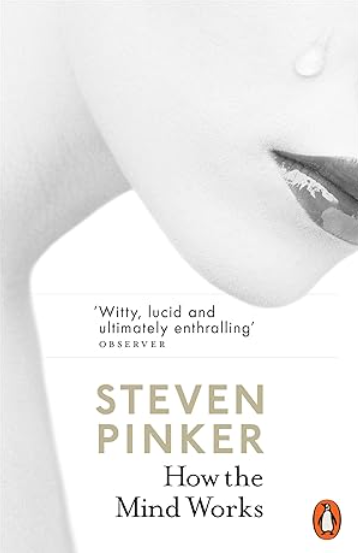 'Witty, lucid and
ultimately enthralling'
OBSERVER
STEVEN
PINKER
How the
Mind Works